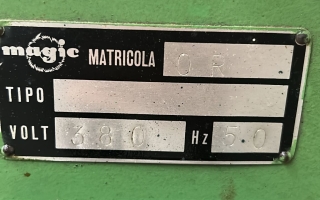 magic MATRICOLA OR
TIPO
VOLT 380 Hz 50